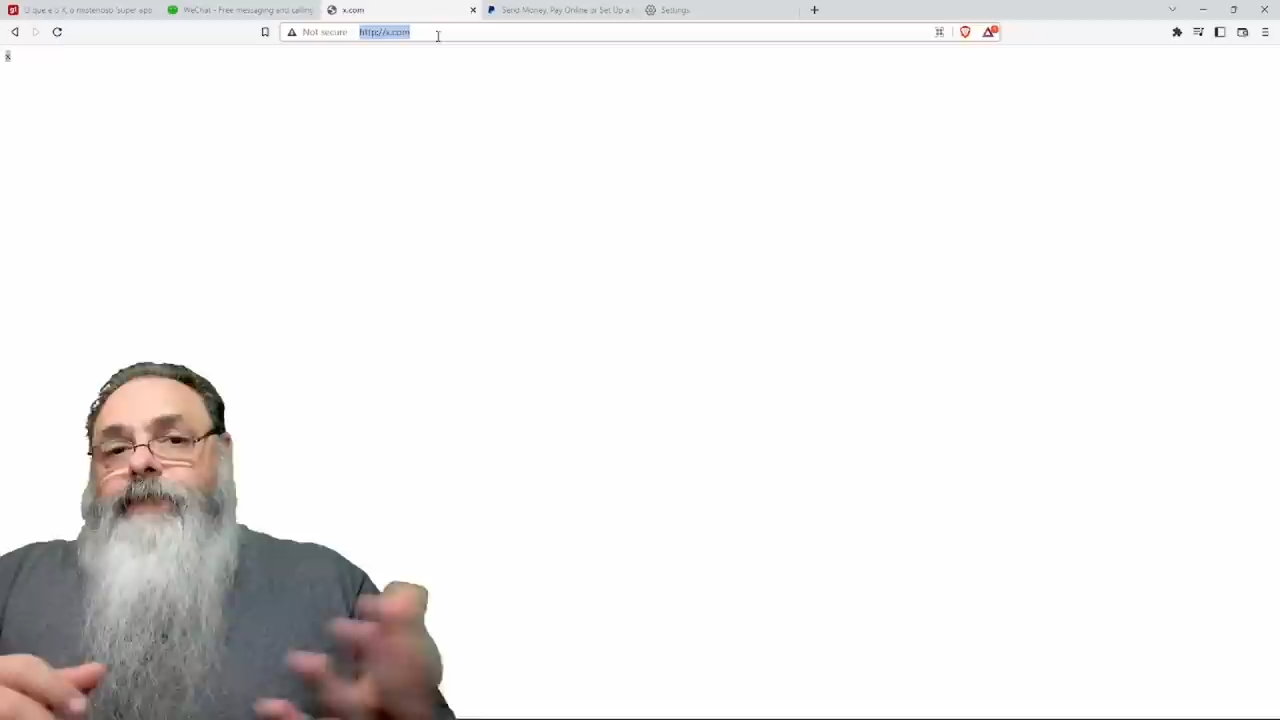 g1 O que é o 'X', o misterioso 'super app
WeChat - Free messaging and calling
x.com
Send Money, Pay Online or Set Up a
Settings
Not secure http://x.com
x